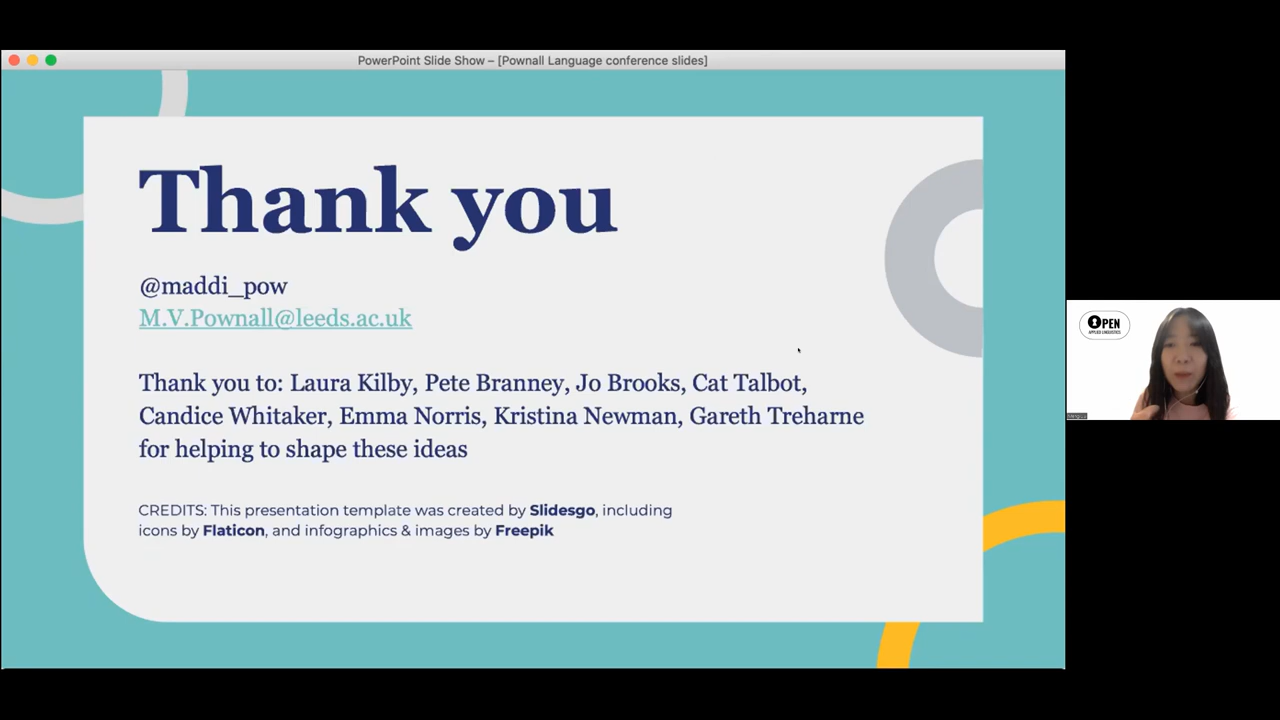 PowerPoint Slide Show – [Pownall Language conference slides]
Thank you
@maddi_pow
M.V.Pownall@leeds.ac.uk
Thank you to: Laura Kilby, Pete Branney, Jo Brooks, Cat Talbot,
Candice Whitaker, Emma Norris, Kristina Newman, Gareth Treharne
for helping to shape these ideas
CREDITS: This presentation template was created by Slidesgo, including
icons by Flaticon, and infographics & images by Freepik
OPEN
APPLIED LINGUISTICS